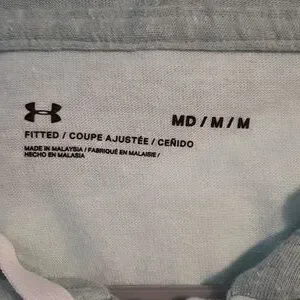 MD / M / M
FITTED / COUPE AJUSTÉE / CEÑIDO
MADE IN MALAYSIA / FABRIQUÉ EN MALAISIE /
HECHO EN MALASIA